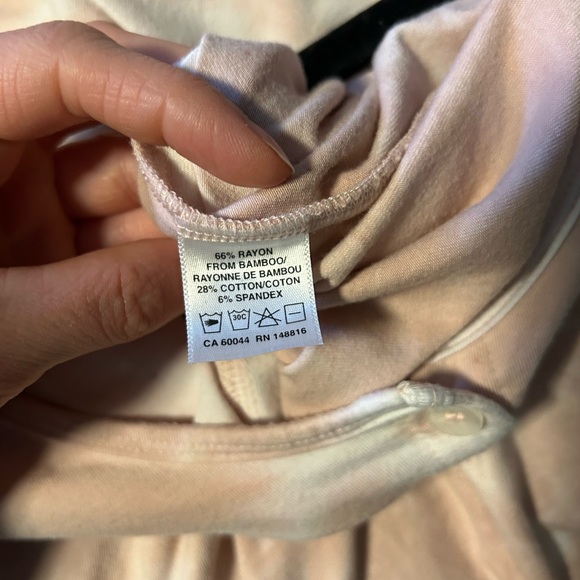 66% RAYON
FROM BAMBOO/
RAYONNE DE BAMBOU
28% COTTON/COTON
6% SPANDEX
30C
CA 60044 RN 148816